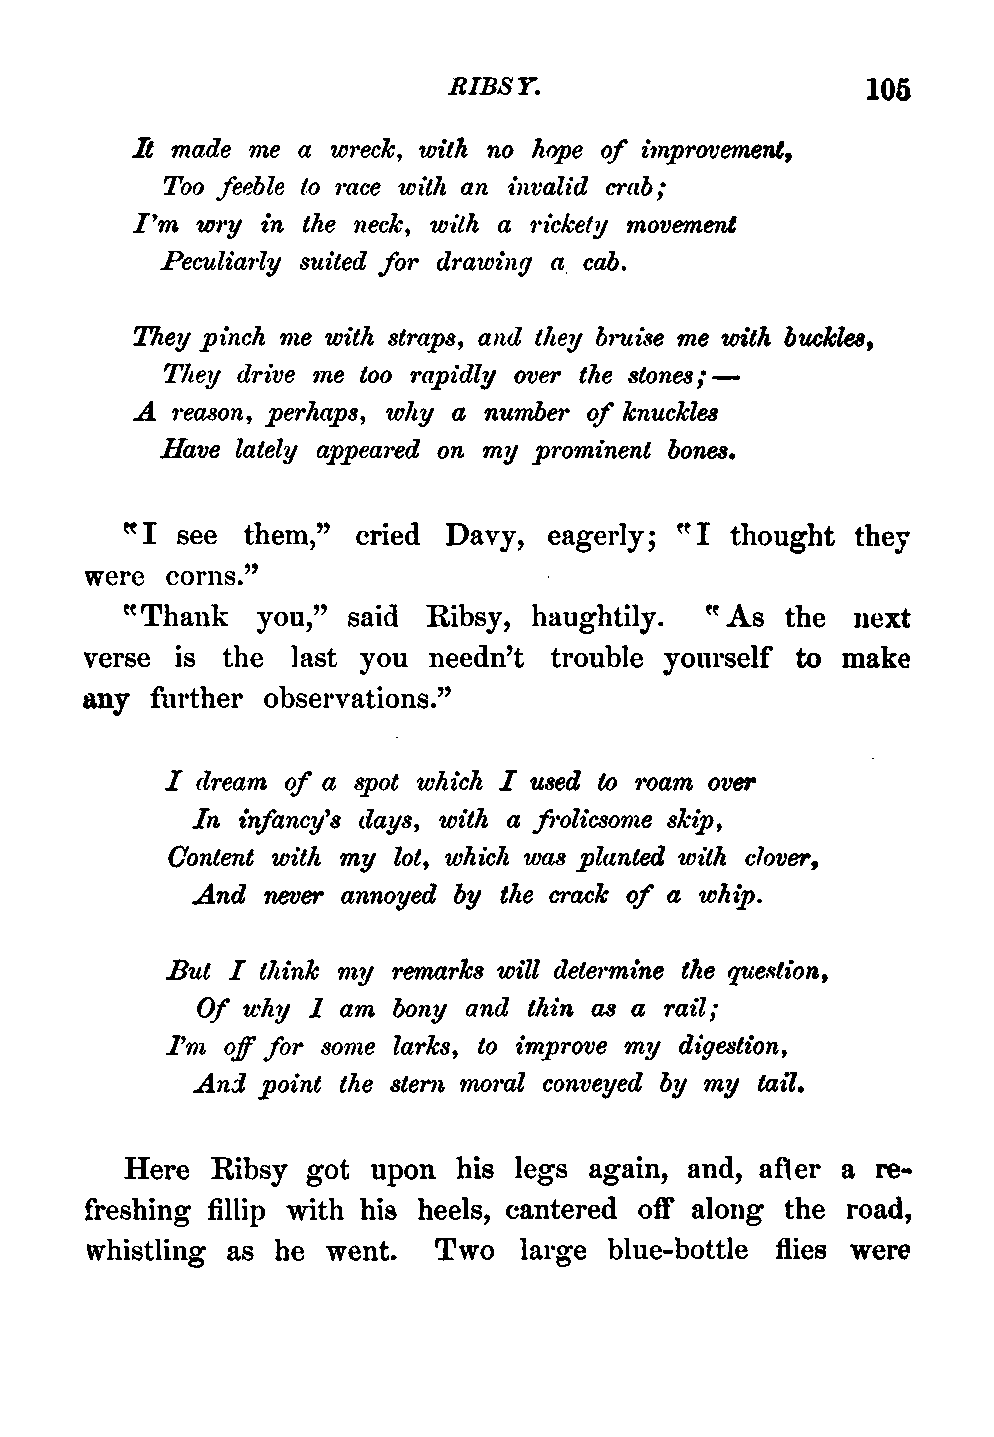 RIBSY. 105
It made me a wreck, with no hope of improvement,
Too feeble to race with an invalid crab;
I'm wry in the neck, with a rickety movement
Peculiarly suited for drawing a cab.
They pinch me with straps, and they bruise me with buckles,
They drive me too rapidly over the stones;—
A reason, perhaps, why a number of knuckles
Have lately appeared on my prominent bones.
"I see them," cried Davy, eagerly; "I thought they
were corns."
"Thank you," said Ribsy, haughtily. "As the next
verse is the last you needn't trouble yourself to make
any further observations."
I dream of a spot which I used to roam over
In infancy's days, with a frolicsome skip,
Content with my lot, which was planted with clover,
And never annoyed by the crack of a whip.
But I think my remarks will determine the question,
Of why I am bony and thin as a rail;
I'm off for some larks, to improve my digestion,
And point the stern moral conveyed by my tail.
Here Ribsy got upon his legs again, and, after a re-
freshing fillip with his heels, cantered off along the road,
whistling as he went. Two large blue-bottle flies were